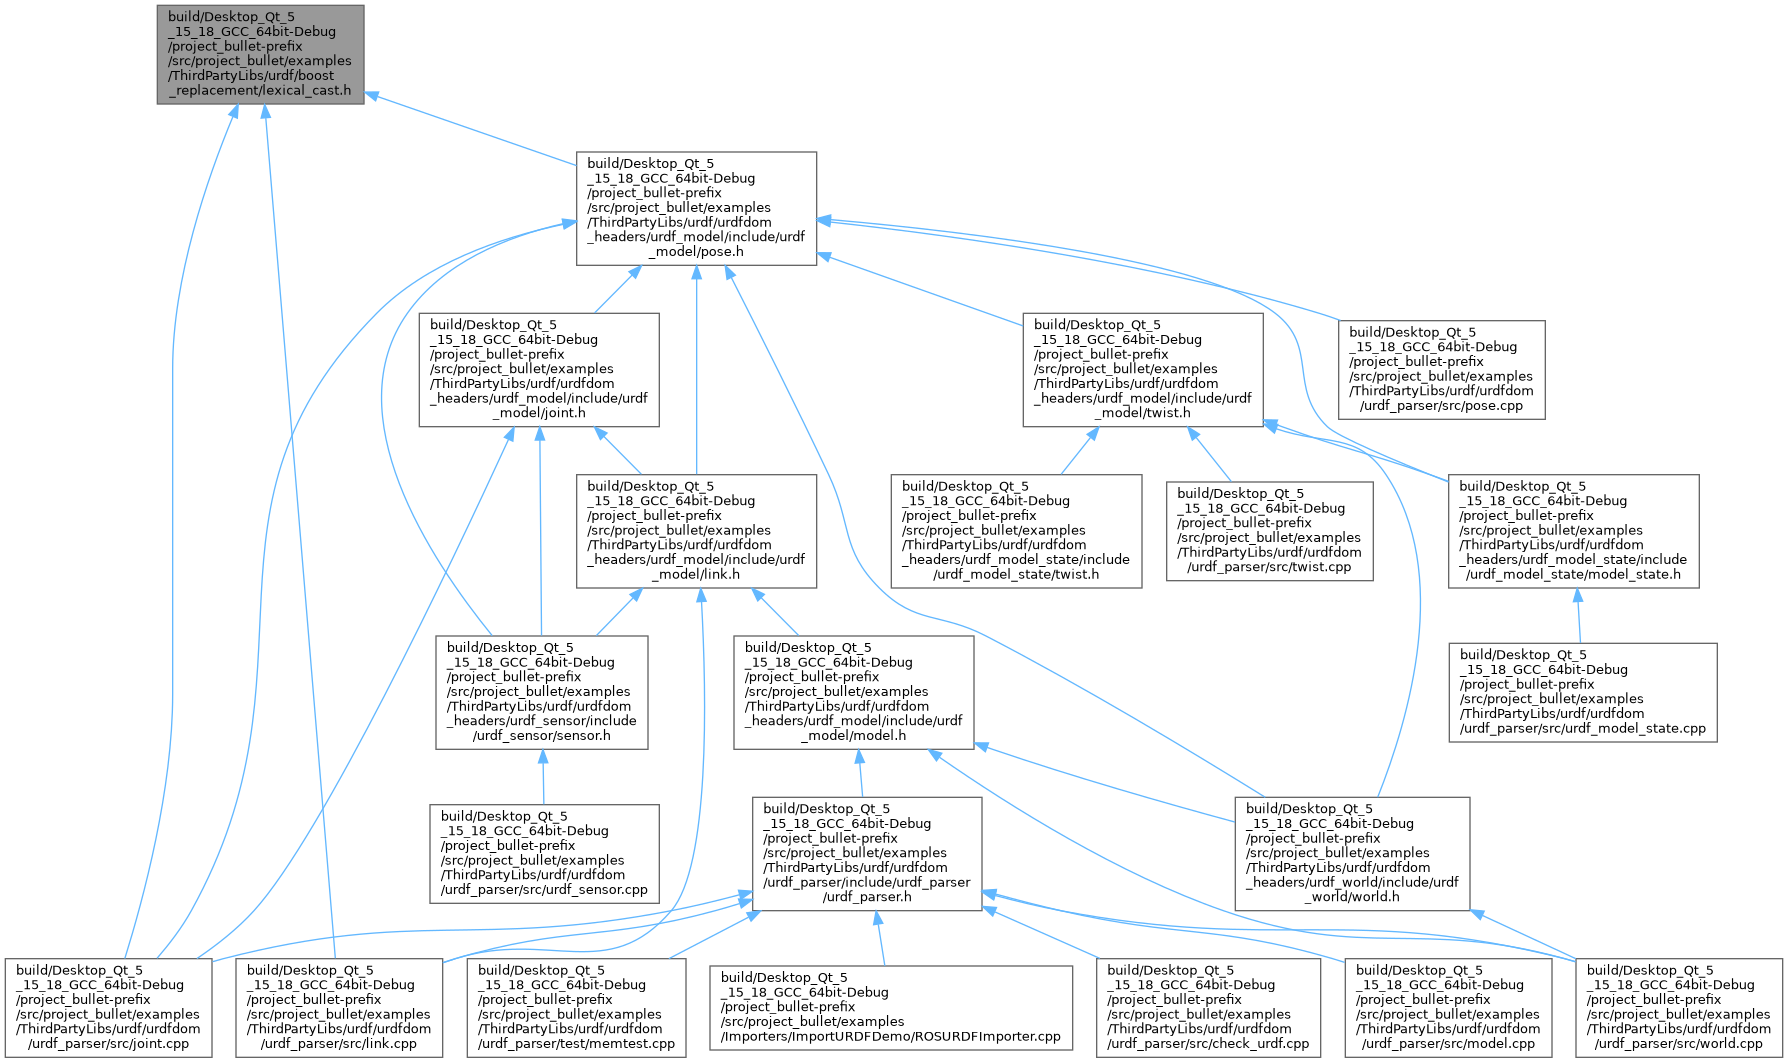 build/Desktop_Qt_5
_15_18_GCC_64bit-Debug
/project_bullet-prefix
/src/project_bullet/examples
/ThirdPartyLibs/urdf/boost
_replacement/lexical_cast.h
build/Desktop_Qt_5
_15_18_GCC_64bit-Debug
/project_bullet-prefix
/src/project_bullet/examples
/ThirdPartyLibs/urdf/urdfdom
_headers/urdf_model/include/urdf
_model/pose.h
build/Desktop_Qt_5
_15_18_GCC_64bit-Debug
/project_bullet-prefix
/src/project_bullet/examples
/ThirdPartyLibs/urdf/urdfdom
_headers/urdf_model/include/urdf
_model/joint.h
build/Desktop_Qt_5
_15_18_GCC_64bit-Debug
/project_bullet-prefix
/src/project_bullet/examples
/ThirdPartyLibs/urdf/urdfdom
_headers/urdf_model/include/urdf
_model/twist.h
build/Desktop_Qt_5
_15_18_GCC_64bit-Debug
/project_bullet-prefix
/src/project_bullet/examples
/ThirdPartyLibs/urdf/urdfdom
/urdf_parser/src/pose.cpp
build/Desktop_Qt_5
_15_18_GCC_64bit-Debug
/project_bullet-prefix
/src/project_bullet/examples
/ThirdPartyLibs/urdf/urdfdom
_headers/urdf_model/include/urdf
_model/link.h
build/Desktop_Qt_5
_15_18_GCC_64bit-Debug
/project_bullet-prefix
/src/project_bullet/examples
/ThirdPartyLibs/urdf/urdfdom
_headers/urdf_model_state/include
/urdf_model_state/twist.h
build/Desktop_Qt_5
_15_18_GCC_64bit-Debug
/project_bullet-prefix
/src/project_bullet/examples
/ThirdPartyLibs/urdf/urdfdom
/urdf_parser/src/twist.cpp
build/Desktop_Qt_5
_15_18_GCC_64bit-Debug
/project_bullet-prefix
/src/project_bullet/examples
/ThirdPartyLibs/urdf/urdfdom
_headers/urdf_model_state/include
/urdf_model_state/model_state.h
build/Desktop_Qt_5
_15_18_GCC_64bit-Debug
/project_bullet-prefix
/src/project_bullet/examples
/ThirdPartyLibs/urdf/urdfdom
_headers/urdf_sensor/include
/urdf_sensor/sensor.h
build/Desktop_Qt_5
_15_18_GCC_64bit-Debug
/project_bullet-prefix
/src/project_bullet/examples
/ThirdPartyLibs/urdf/urdfdom
_headers/urdf_model/include/urdf
_model/model.h
build/Desktop_Qt_5
_15_18_GCC_64bit-Debug
/project_bullet-prefix
/src/project_bullet/examples
/ThirdPartyLibs/urdf/urdfdom
/urdf_parser/src/urdf_model_state.cpp
build/Desktop_Qt_5
_15_18_GCC_64bit-Debug
/project_bullet-prefix
/src/project_bullet/examples
/ThirdPartyLibs/urdf/urdfdom
/urdf_parser/src/urdf_sensor.cpp
build/Desktop_Qt_5
_15_18_GCC_64bit-Debug
/project_bullet-prefix
/src/project_bullet/examples
/ThirdPartyLibs/urdf/urdfdom
/urdf_parser/include/urdf_parser
/urdf_parser.h
build/Desktop_Qt_5
_15_18_GCC_64bit-Debug
/project_bullet-prefix
/src/project_bullet/examples
/ThirdPartyLibs/urdf/urdfdom
_headers/urdf_world/include/urdf
_world/world.h
build/Desktop_Qt_5
_15_18_GCC_64bit-Debug
/project_bullet-prefix
/src/project_bullet/examples
/ThirdPartyLibs/urdf/urdfdom
/urdf_parser/src/joint.cpp
build/Desktop_Qt_5
_15_18_GCC_64bit-Debug
/project_bullet-prefix
/src/project_bullet/examples
/ThirdPartyLibs/urdf/urdfdom
/urdf_parser/src/link.cpp
build/Desktop_Qt_5
_15_18_GCC_64bit-Debug
/project_bullet-prefix
/src/project_bullet/examples
/ThirdPartyLibs/urdf/urdfdom
/urdf_parser/test/memtest.cpp
build/Desktop_Qt_5
_15_18_GCC_64bit-Debug
/project_bullet-prefix
/src/project_bullet/examples
/Importers/ImportURDFDemo/ROSURDFImporter.cpp
build/Desktop_Qt_5
_15_18_GCC_64bit-Debug
/project_bullet-prefix
/src/project_bullet/examples
/ThirdPartyLibs/urdf/urdfdom
/urdf_parser/src/check_urdf.cpp
build/Desktop_Qt_5
_15_18_GCC_64bit-Debug
/project_bullet-prefix
/src/project_bullet/examples
/ThirdPartyLibs/urdf/urdfdom
/urdf_parser/src/model.cpp
build/Desktop_Qt_5
_15_18_GCC_64bit-Debug
/project_bullet-prefix
/src/project_bullet/examples
/ThirdPartyLibs/urdf/urdfdom
/urdf_parser/src/world.cpp